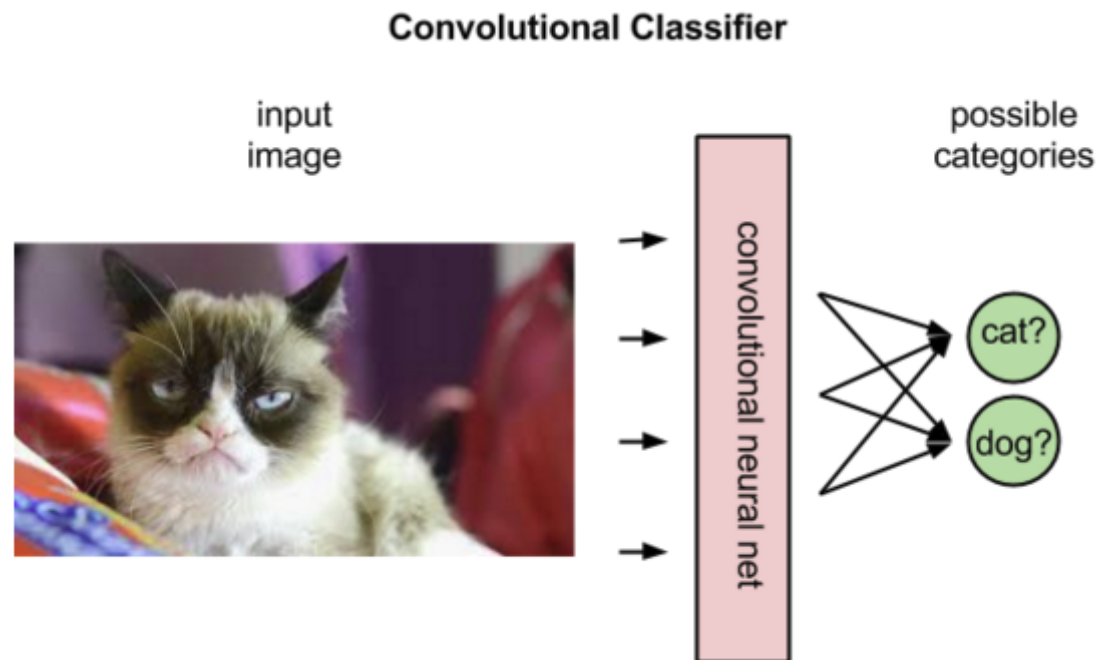 Convolutional Classifier
input
image
possible
categories
convolutional neural net
cat?
dog?